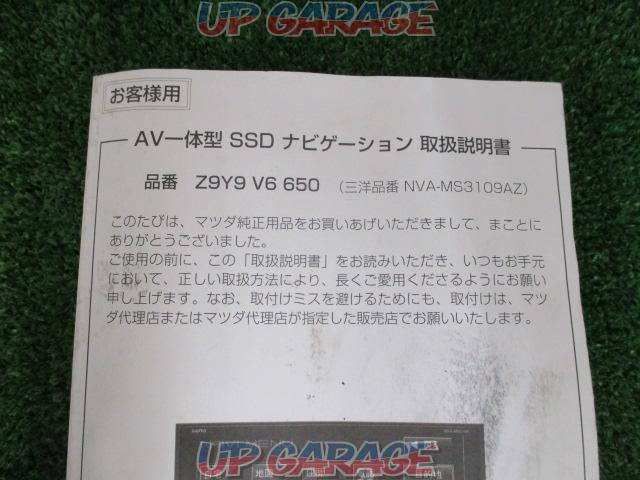 UP GARAGE
お客様用
AV一体型 SSD ナビゲーション 取扱説明書
品番 Z9Y9 V6 650 (三洋品番 NVA-MS3109AZ)
このたびは、マツダ純正用品をお買いあげいただきまして、まことに
ありがとうございました。
ご使用の前に、この「取扱説明書」をお読みいただき、いつもお手元
において、正しい取扱方法により、長くご愛用くださるようにお願い
申し上げます。なお、取付けミスを避けるためにも、取付けは、マツ
ダ代理店またはマツダ代理店が指定した販売店でお願いいたします。
SANYO
UP GARAGE